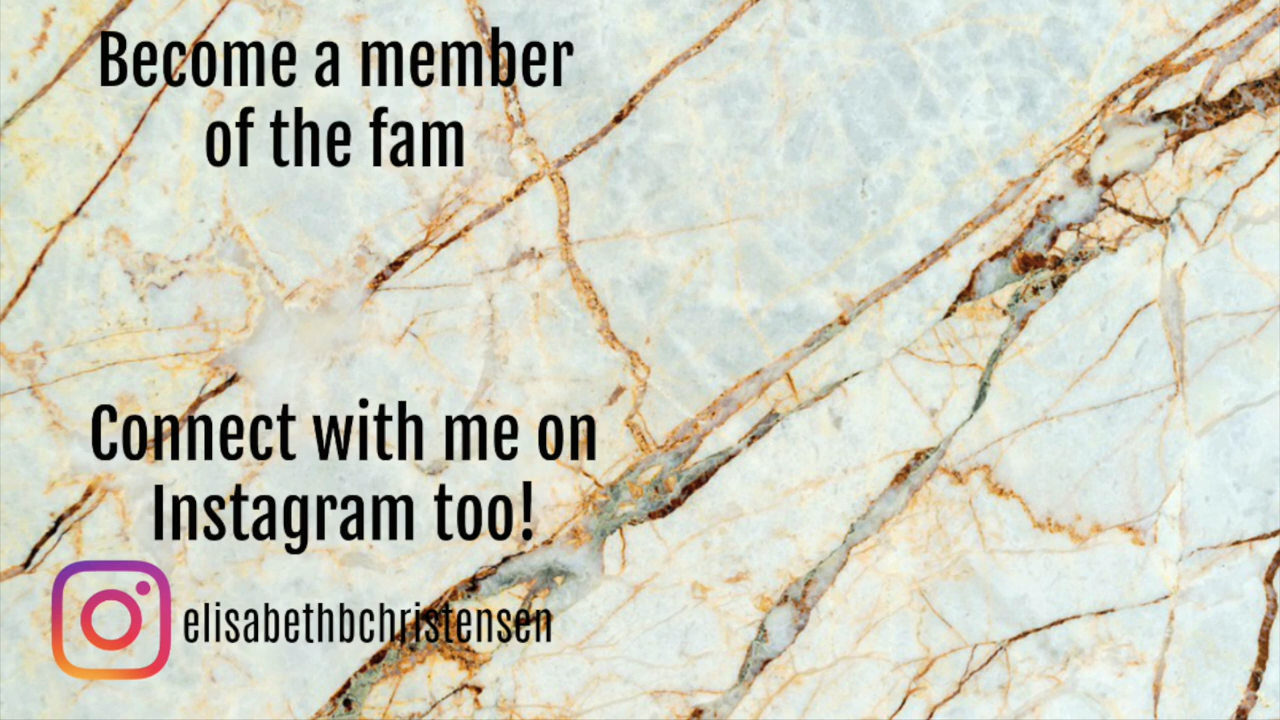 Become a member
of the fam
Connect with me on
Instagram too!
elisabethbchristensen